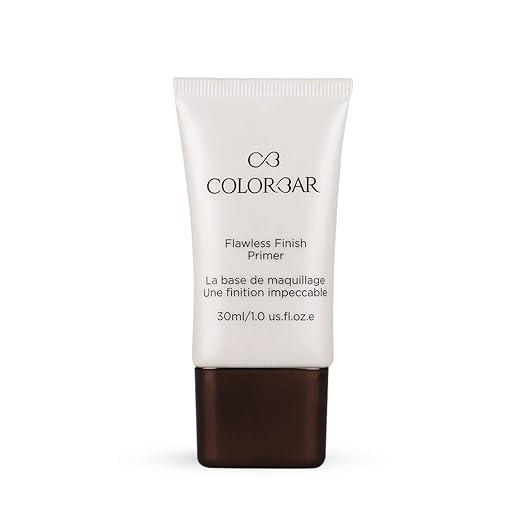 CB
COLORBAR
Flawless Finish
Primer
La base de maquillage
Une finition impeccable
30ml/1.0 us.fl.oz.e